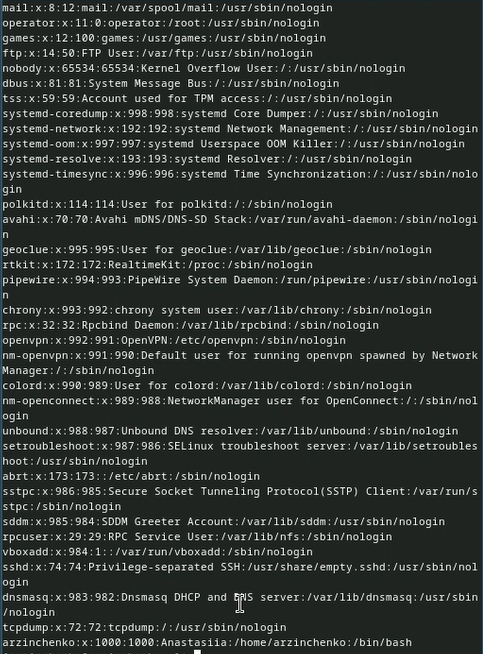 mail:x:8:12:mail:/var/spool/mail:/usr/sbin/nologin
operator:x:11:0:operator:/root:/usr/sbin/nologin
games:x:12:100:games:/usr/games:/usr/sbin/nologin
ftp:x:14:50:FTP User:/var/ftp:/usr/sbin/nologin
nobody:x:65534:65534:Kernel Overflow User:/:/usr/sbin/nologin
dbus:x:81:81:System Message Bus:/:/usr/sbin/nologin
tss:x:59:59:Account used for TPM access:/:/usr/sbin/nologin
systemd-coredump:x:998:998:systemd Core Dumper:/:/usr/sbin/nologin
systemd-network:x:192:192:systemd Network Management:/:/usr/sbin/nologin
systemd-oom:x:997:997:systemd Userspace OOM Killer:/:/usr/sbin/nologin
systemd-resolve:x:193:193:systemd Resolver:/:/usr/sbin/nologin
systemd-timesync:x:996:996:systemd Time Synchronization:/:/usr/sbin/nolo
gin
polkitd:x:114:114:User for polkitd:/:/sbin/nologin
avahi:x:70:70:Avahi mDNS/DNS-SD Stack:/var/run/avahi-daemon:/sbin/nologi
n
geoclue:x:995:995:User for geoclue:/var/lib/geoclue:/sbin/nologin
rtkit:x:172:172:RealtimeKit:/proc:/sbin/nologin
pipewire:x:994:993:PipeWire System Daemon:/run/pipewire:/usr/sbin/nologi
n
chrony:x:993:992:chrony system user:/var/lib/chrony:/sbin/nologin
rpc:x:32:32:Rpcbind Daemon:/var/lib/rpcbind:/sbin/nologin
openvpn:x:992:991:OpenVPN:/etc/openvpn:/sbin/nologin
nm-openvpn:x:991:990:Default user for running openvpn spawned by Network
Manager:/:/sbin/nologin
colord:x:990:989:User for colord:/var/lib/colord:/sbin/nologin
nm-openconnect:x:989:988:NetworkManager user for OpenConnect:/:/sbin/nol
ogin
unbound:x:988:987:Unbound DNS resolver:/var/lib/unbound:/sbin/nologin
setroubleshoot:x:987:986:SELinux troubleshoot server:/var/lib/setroubles
hoot:/usr/sbin/nologin
abrt:x:173:173::/etc/abrt:/sbin/nologin
sstpc:x:986:985:Secure Socket Tunneling Protocol(SSTP) Client:/var/run/s
stpc:/sbin/nologin
sddm:x:985:984:SDDM Greeter Account:/var/lib/sddm:/usr/sbin/nologin
rpcuser:x:29:29:RPC Service User:/var/lib/nfs:/sbin/nologin
vboxadd:x:984:1::/var/run/vboxadd:/sbin/nologin
sshd:x:74:74:Privilege-separated SSH:/usr/share/empty.sshd:/usr/sbin/nol
ogin
dnsmasq:x:983:982:Dnsmasq DHCP and DNS server:/var/lib/dnsmasq:/usr/sbin
/nologin
tcpdump:x:72:72:tcpdump:/:/usr/sbin/nologin
arzinchenko:x:1000:1000:Anastasiia:/home/arzinchenko:/bin/bash